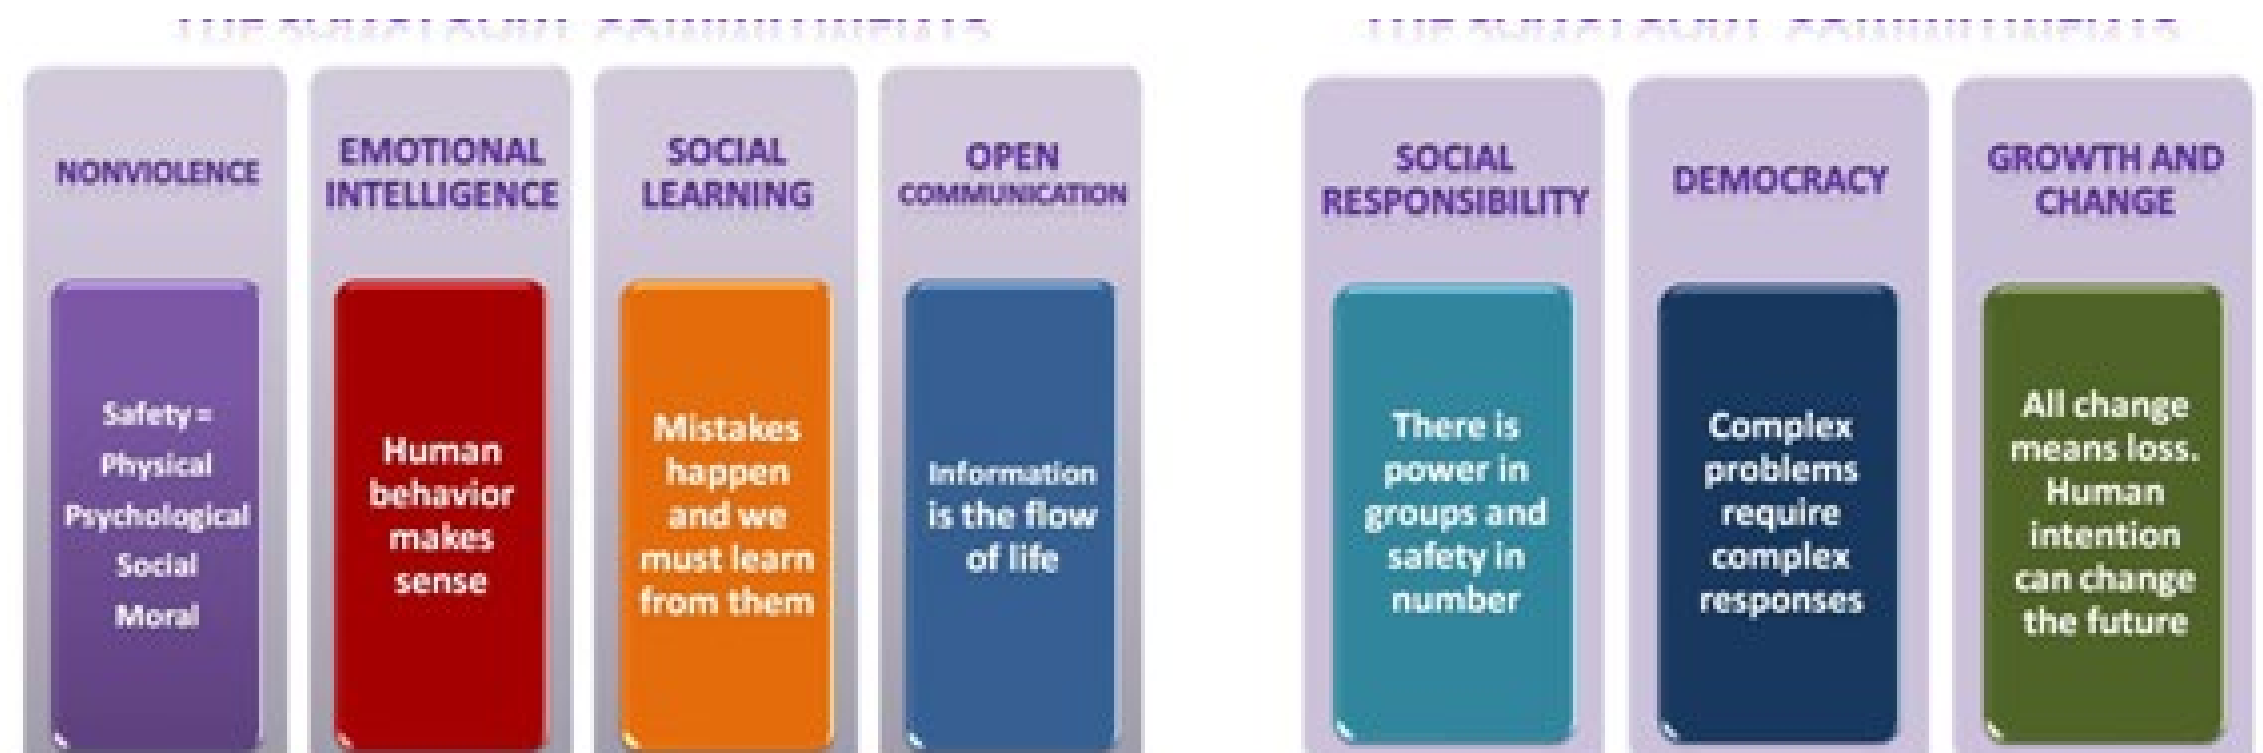 NONVIOLENCE
Safety =
Physical
Psychological
Social
Moral
EMOTIONAL
INTELLIGENCE
Human
behavior
makes
sense
SOCIAL
LEARNING
Mistakes
happen
and we
must learn
from them
OPEN
COMMUNICATION
Information
is the flow
of life
SOCIAL
RESPONSIBILITY
There is
power in
groups and
safety in
number
DEMOCRACY
Complex
problems
require
complex
responses
GROWTH AND
CHANGE
All change
means loss.
Human
intention
can change
the future